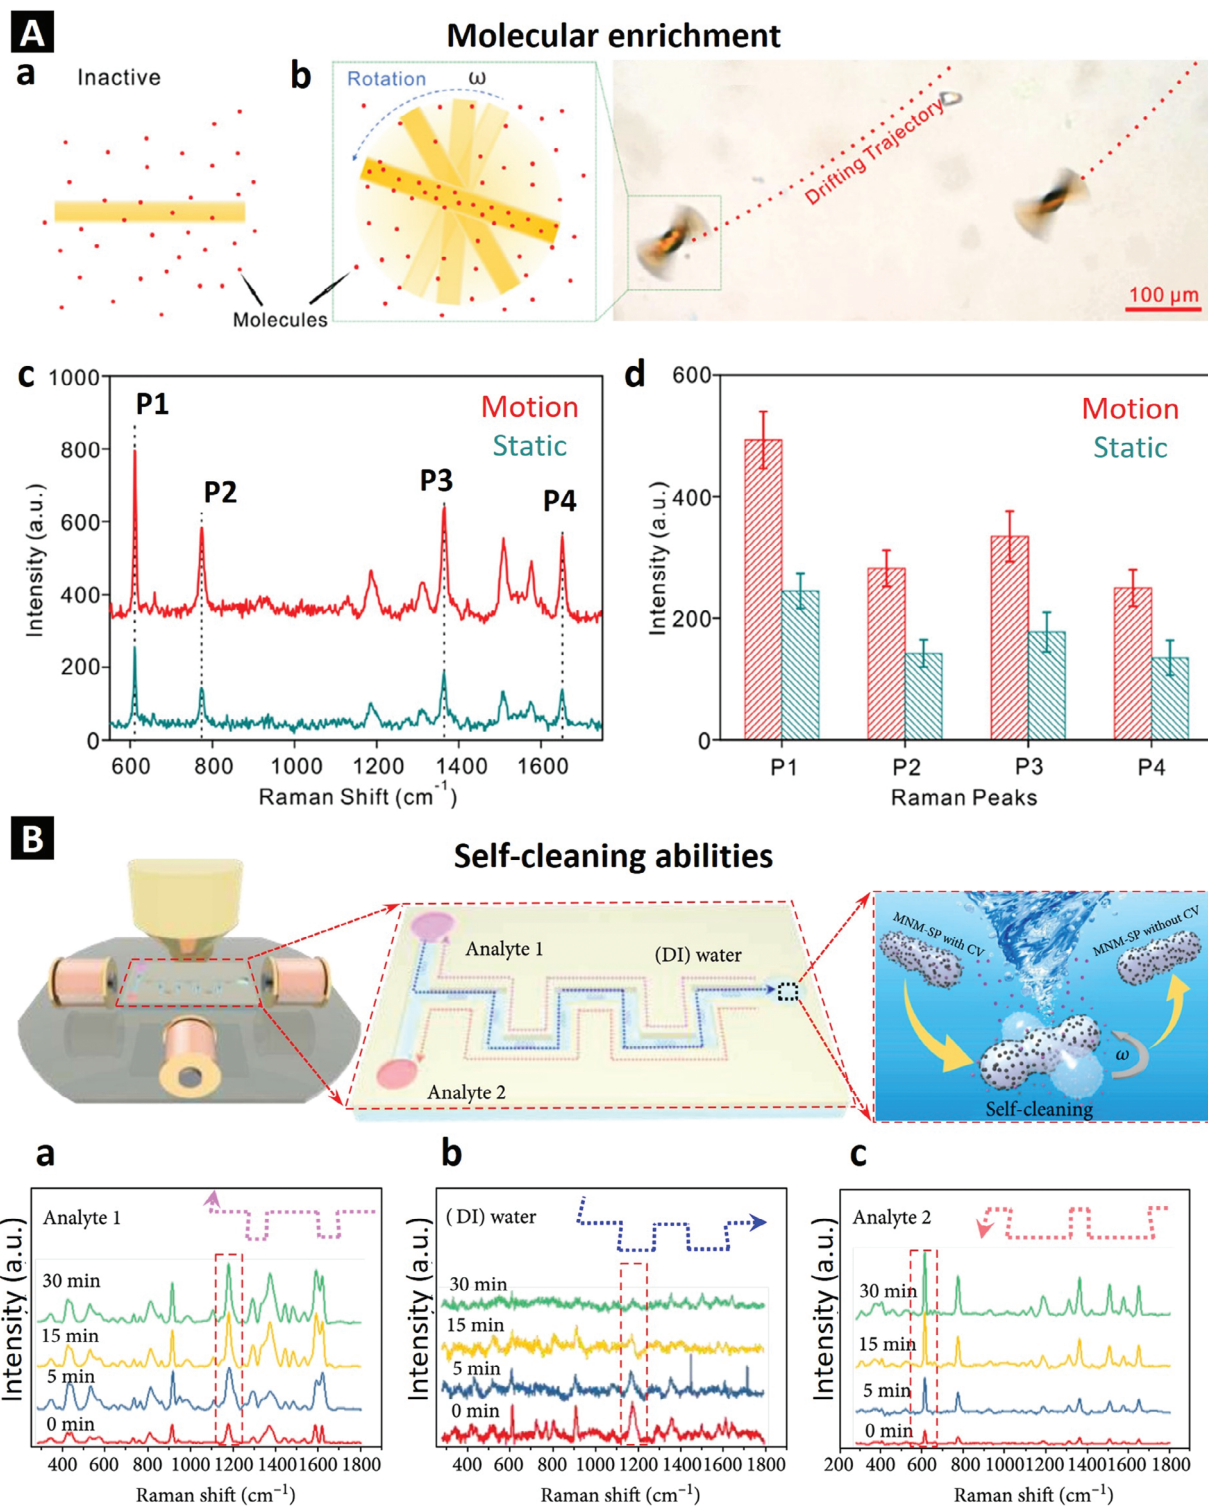 A
Molecular enrichment
a
Inactive
b
Rotation
ω
Drifting Trajectory
100 µm
Molecules
c
1000
800
600
400
200
0
P1
P2
P3
P4
Motion
Static
Intensity (a.u.)
600
800
1000
1200
1400
1600
Raman Shift (cm⁻¹)
d
600
400
200
0
Motion
Static
Intensity (a.u.)
P1
P2
P3
P4
Raman Peaks
B
Self-cleaning abilities
Analyte 1
(DI) water
Analyte 2
MNM-SP with CV
MNM-SP without CV
ω
Self-cleaning
a
Analyte 1
30 min
15 min
5 min
0 min
Intensity (a.u.)
400 600 800 1000 1200 1400 1600 1800
Raman shift (cm⁻¹)
b
( DI) water
30 min
15 min
5 min
0 min
Intensity (a.u.)
400 600 800 1000 1200 1400 1600 1800
Raman shift (cm⁻¹)
c
Analyte 2
30 min
15 min
5 min
0 min
Intensity (a.u.)
200 400 600 800 1000 1200 1400 1600 1800
Raman shift (cm⁻¹)